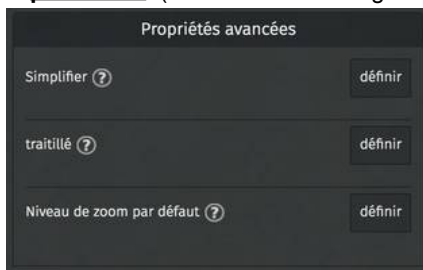 Propriétés avancées
Simplifier ? définir
traitillé ? définir
Niveau de zoom par défaut ? définir